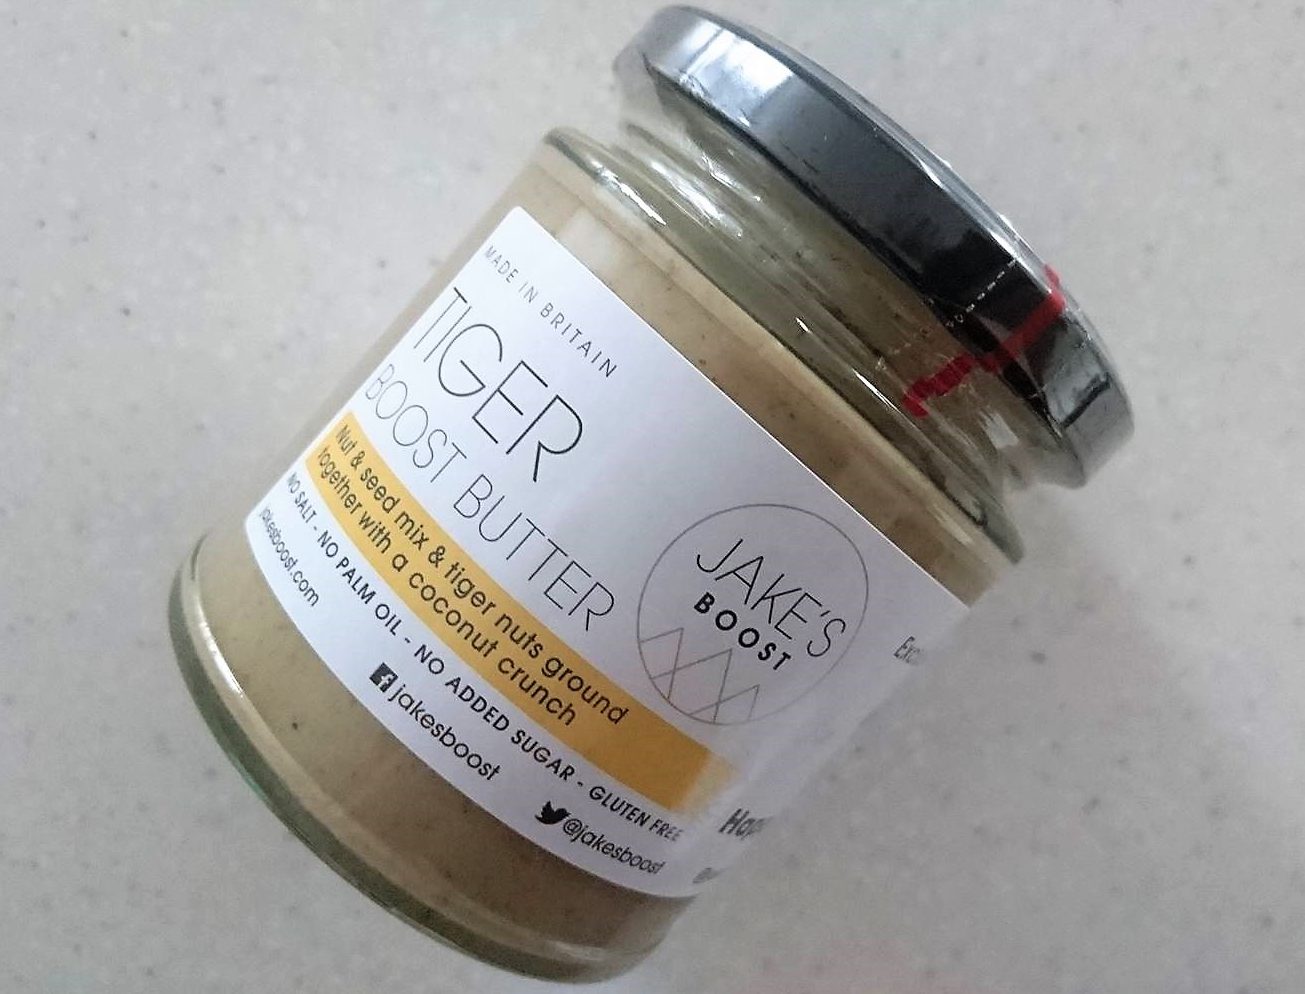 MADE IN BRITAIN
TIGER
BOOST BUTTER
Nut & seed mix & tiger nuts ground
together with a coconut crunch
NO SALT - NO PALM OIL - NO ADDED SUGAR - GLUTEN FREE
jakesboost.com
jakesboost
@jakesboost
JAKE'S
BOOST